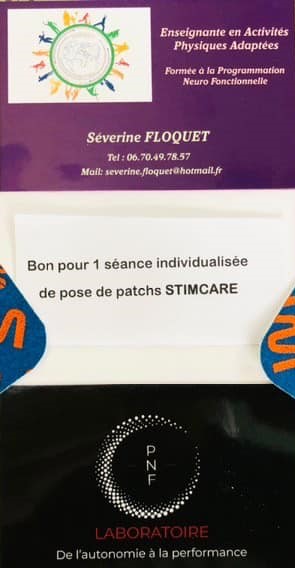 Enseignante en Activités
Physiques Adaptées
Formée à la Programmation
Neuro Fonctionnelle
Séverine FLOQUET
Tel : 06.70.49.78.57
Mail: severine.floquet@hotmail.fr
Bon pour 1 séance individualisée
de pose de patchs STIMCARE
P
N
F
LABORATOIRE
De l'autonomie à la performance